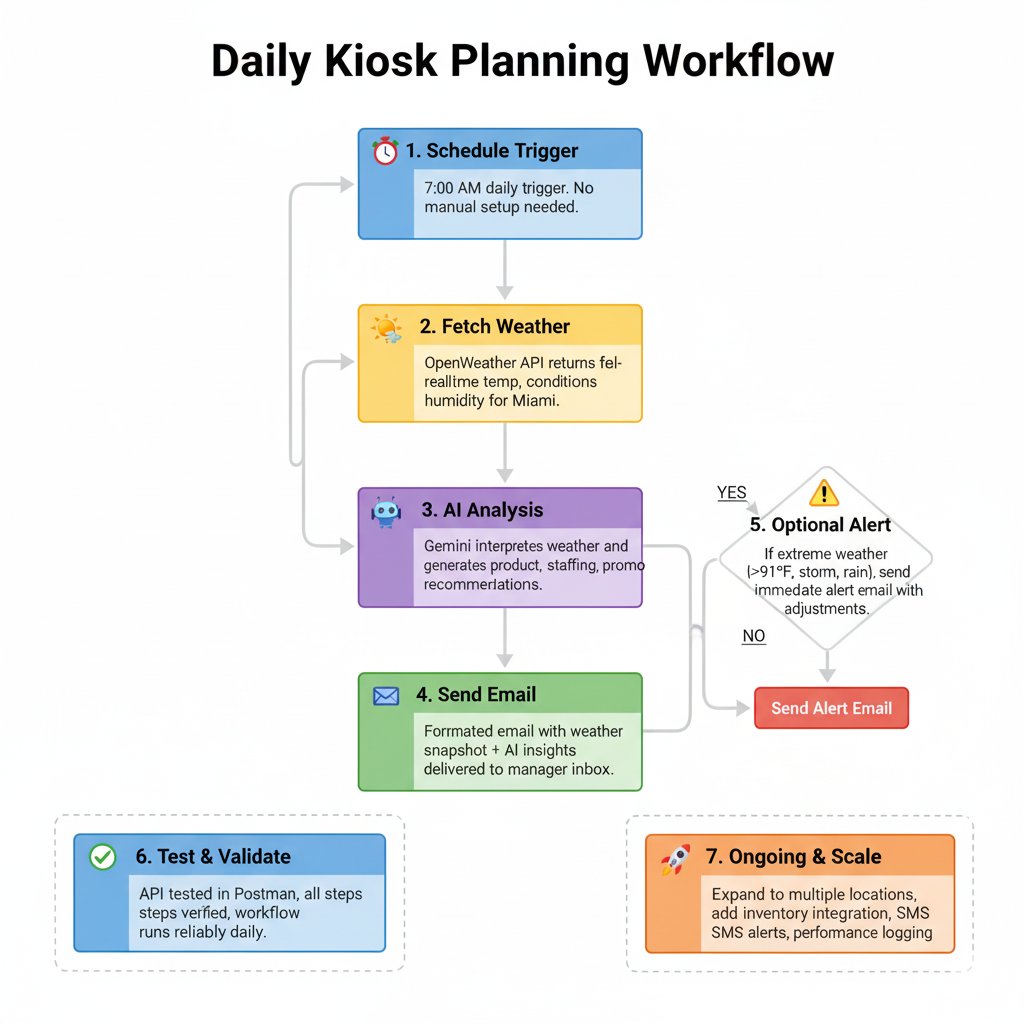 Daily Kiosk Planning Workflow
1. Schedule Trigger
7:00 AM daily trigger. No
manual setup needed.
2. Fetch Weather
OpenWeather API returns fel-
realltime temp, conditions
humidity for Miami.
3. AI Analysis
Gemini interpretes weather and
generates product, staffing, promo
recommerlations.
4. Send Email
Forrmated email with weather
snapshot + AI insights
delivered to manager inbox.
YES
5. Optional Alert
If extreme weather
(>91°F, storm, rain), send
immedate alert email with
adjustments.
NO
Send Alert Email
6. Test & Validate
API tested in Postman, all steps
steps verified, workflow
runs reliably daily.
7. Ongoing & Scale
Expand to multiple locations,
add inventory integration, SMS
SMS alerts, performance logging